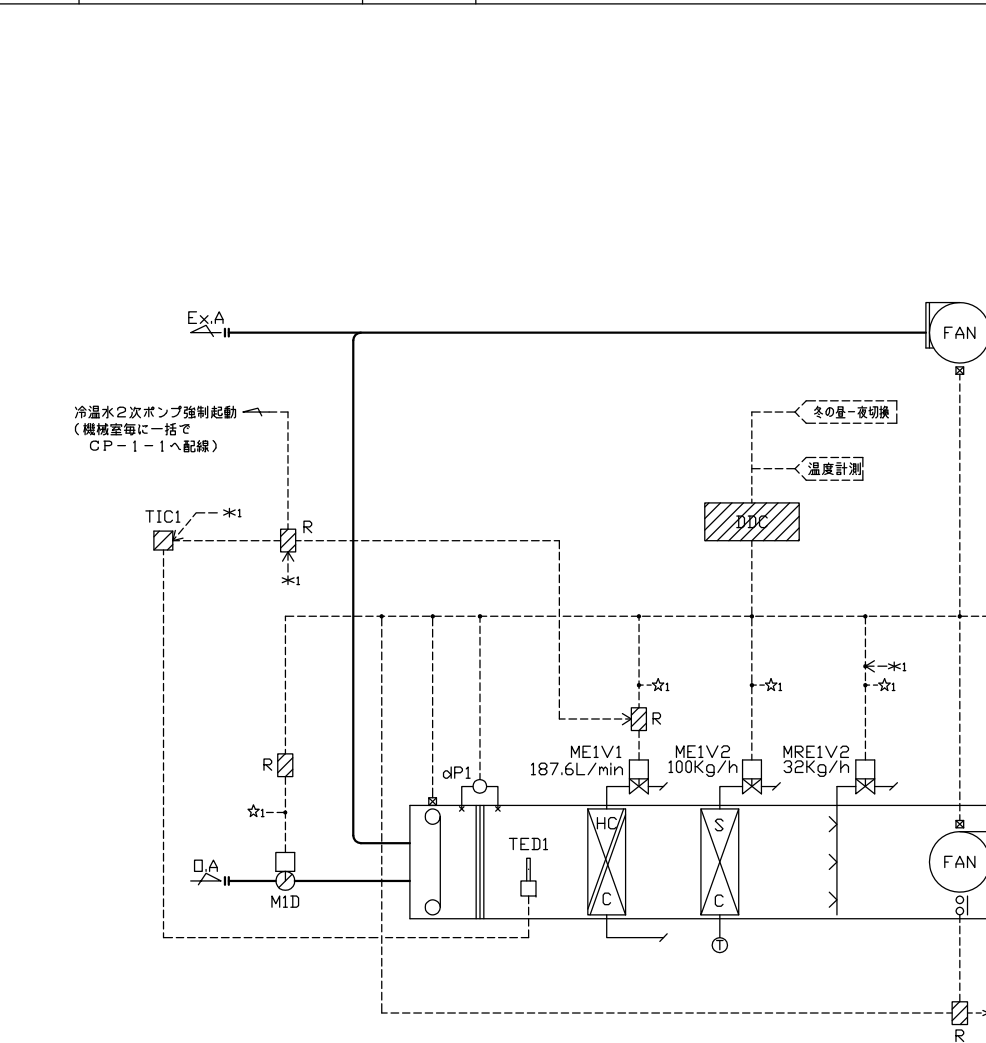 Ex.A
FAN
冷温水2次ポンプ強制起動
(機械室毎に一括で
CP-1-1へ配線)
冬の昼-夜切換
温度計測
DDC
TIC1
*1
R
*1
*1
☆1
☆1
☆1
R
ME1V1
187.6L/min
ME1V2
100Kg/h
MRE1V2
32Kg/h
R
dP1
☆1
HC
C
S
C
TED1
FAN
O.A
M1D
T
R